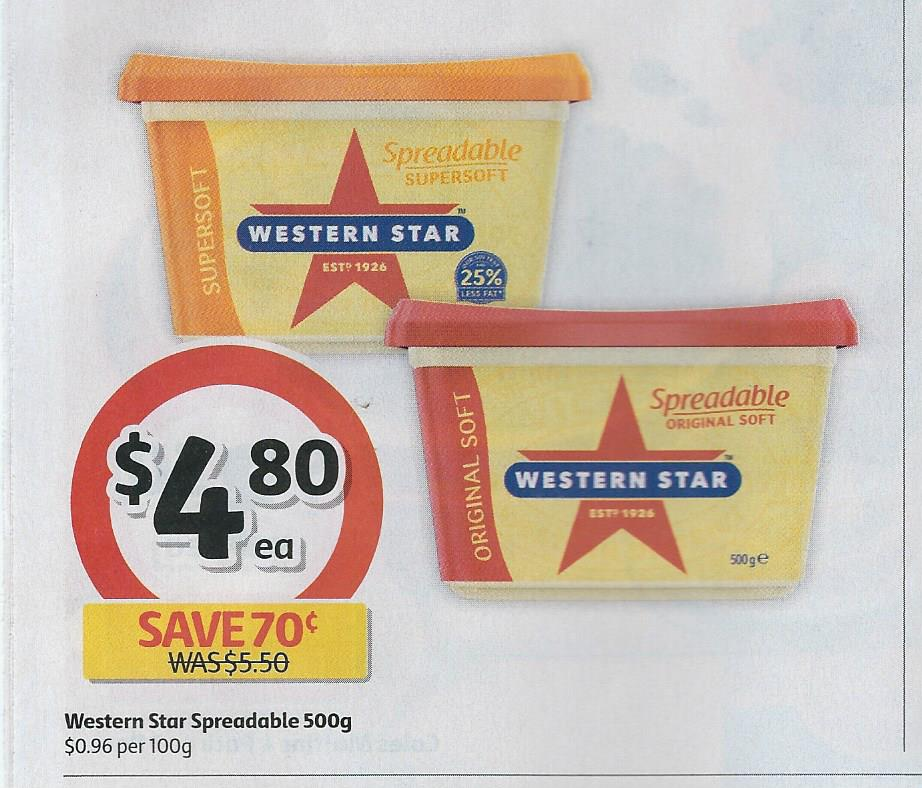 Spreadable
SUPERSOFT
SUPERSOFT
WESTERN STAR™
ESTD 1926
25%
LESS FAT*
Spreadable
ORIGINAL SOFT
ORIGINAL SOFT
WESTERN STAR™
ESTD 1926
500g ℮
$4 80
ea
SAVE 70¢
WAS $5.50
Western Star Spreadable 500g
$0.96 per 100g